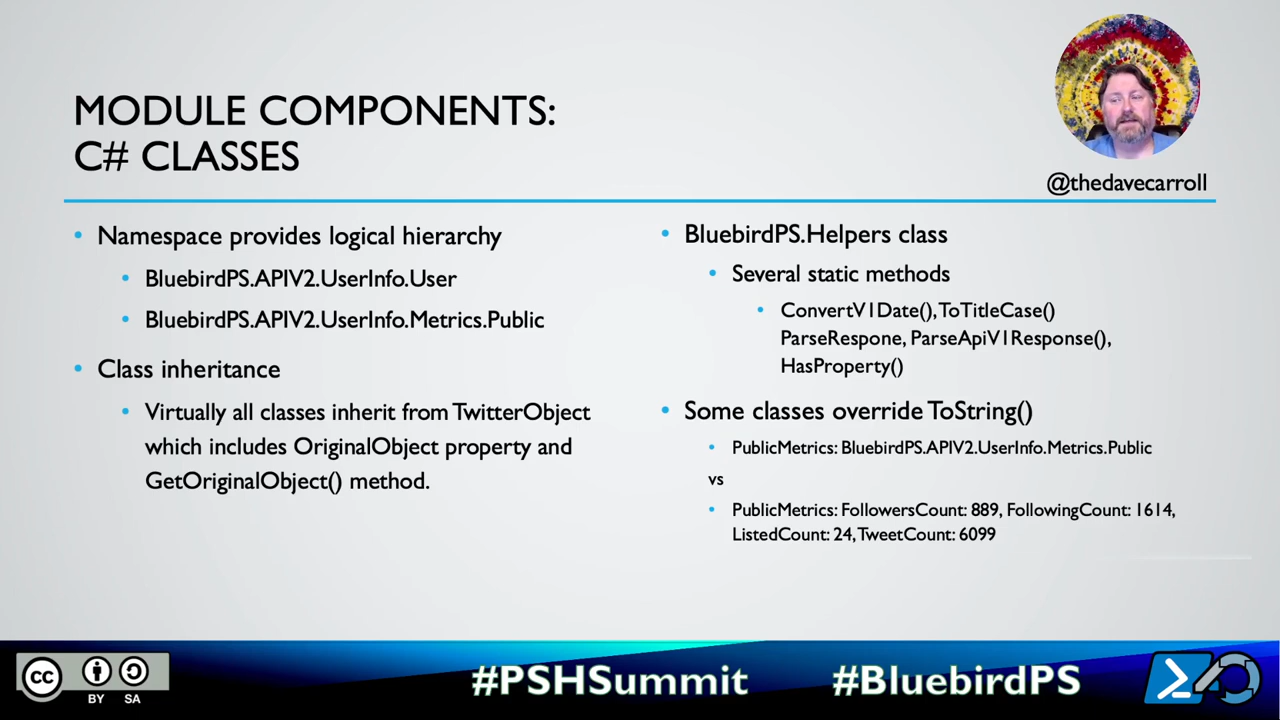 MODULE COMPONENTS:
C# CLASSES
@thedavecarroll
• Namespace provides logical hierarchy
• BluebirdPS.APIV2.UserInfo.User
• BluebirdPS.APIV2.UserInfo.Metrics.Public
• Class inheritance
• Virtually all classes inherit from TwitterObject
which includes OriginalObject property and
GetOriginalObject() method.
• BluebirdPS.Helpers class
• Several static methods
• ConvertV1Date(), ToTitleCase()
ParseRespone, ParseApiV1Response(),
HasProperty()
• Some classes override ToString()
• PublicMetrics: BluebirdPS.APIV2.UserInfo.Metrics.Public
vs
• PublicMetrics: FollowersCount: 889, FollowingCount: 1614,
ListedCount: 24, TweetCount: 6099
cc
BY SA
#PSHSummit #BluebirdPS